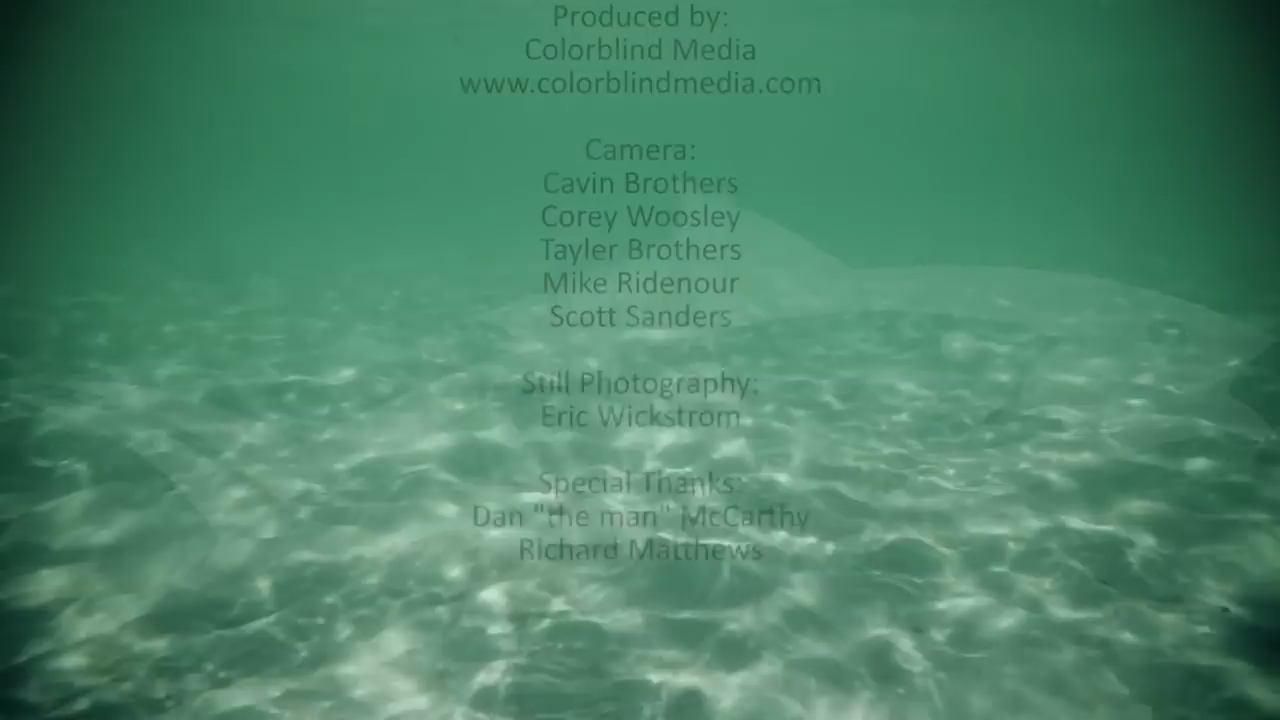 Produced by:
Colorblind Media
www.colorblindmedia.com
Camera:
Cavin Brothers
Corey Woosley
Tayler Brothers
Mike Ridenour
Scott Sanders
Still Photography:
Eric Wickstrom
Special Thanks:
Dan "the man" McCarthy
Richard Matthews